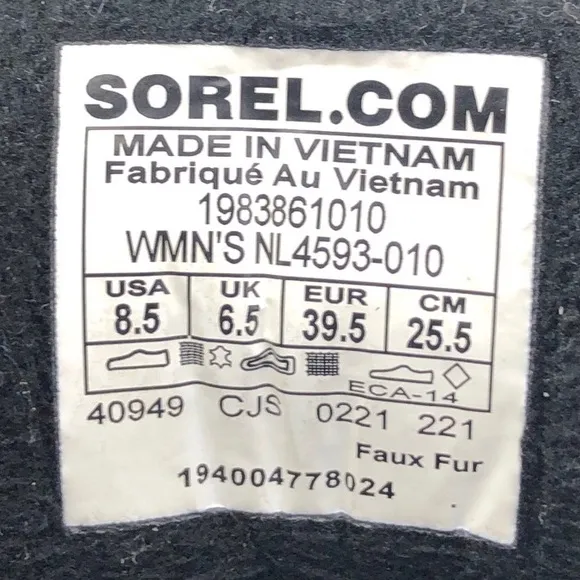 SOREL.COM
MADE IN VIETNAM
Fabriqué Au Vietnam
1983861010
WMN'S NL4593-010
USA UK EUR CM
8.5 6.5 39.5 25.5
ECA-14
40949 CJS 0221 221
Faux Fur
194004778024